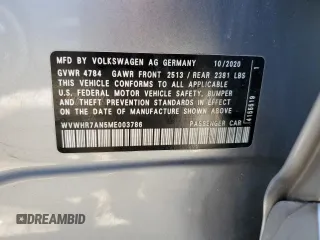 MFD. BY VOLKSWAGEN AG GERMANY 10/2020
GVWR 4784 GAWR FRONT 2513 / REAR 2381 LBS
THIS VEHICLE CONFORMS TO ALL APPLICABLE
U.S. FEDERAL MOTOR VEHICLE SAFETY, BUMPER
AND THEFT PREVENTION STANDARDS IN EFFECT ON THE
DATE OF MANUFACTURE SHOWN ABOVE
WVWHR7AN5ME003786 PASSENGER CAR
DREAMBID